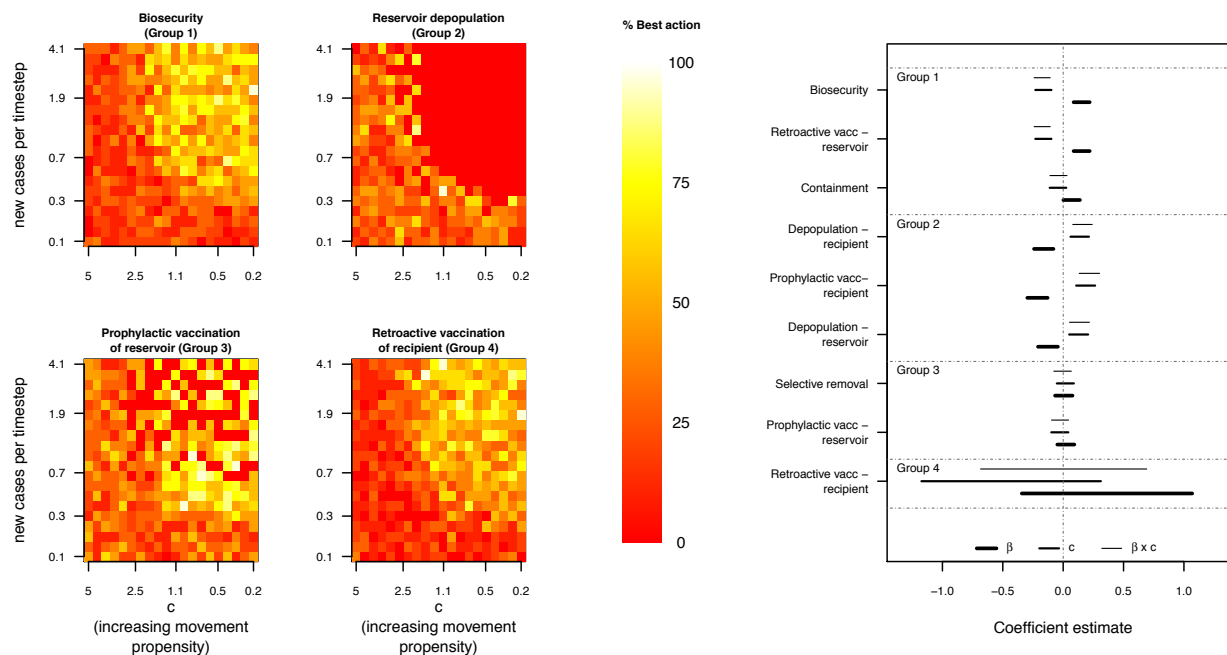 Biosecurity
(Group 1)
Reservoir depopulation
(Group 2)
new cases per timestep
4.1
1.9
0.7
0.3
0.1
5
2.5
1.1
0.5
0.2
4.1
1.9
0.7
0.3
0.1
5
2.5
1.1
0.5
0.2
Prophylactic vaccination
of reservoir (Group 3)
Retroactive vaccination
of recipient (Group 4)
new cases per timestep
4.1
1.9
0.7
0.3
0.1
5
2.5
1.1
0.5
0.2
c
(increasing movement
propensity)
4.1
1.9
0.7
0.3
0.1
5
2.5
1.1
0.5
0.2
c
(increasing movement
propensity)
% Best action
100
75
50
25
0
Group 1
Biosecurity
Retroactive vacc −
reservoir
Containment
Group 2
Depopulation −
recipient
Prophylactic vacc−
recipient
Depopulation −
reservoir
Group 3
Selective removal
Prophylactic vacc −
reservoir
Group 4
Retroactive vacc −
recipient
β c β x c
−1.0 −0.5 0.0 0.5 1.0
Coefficient estimate